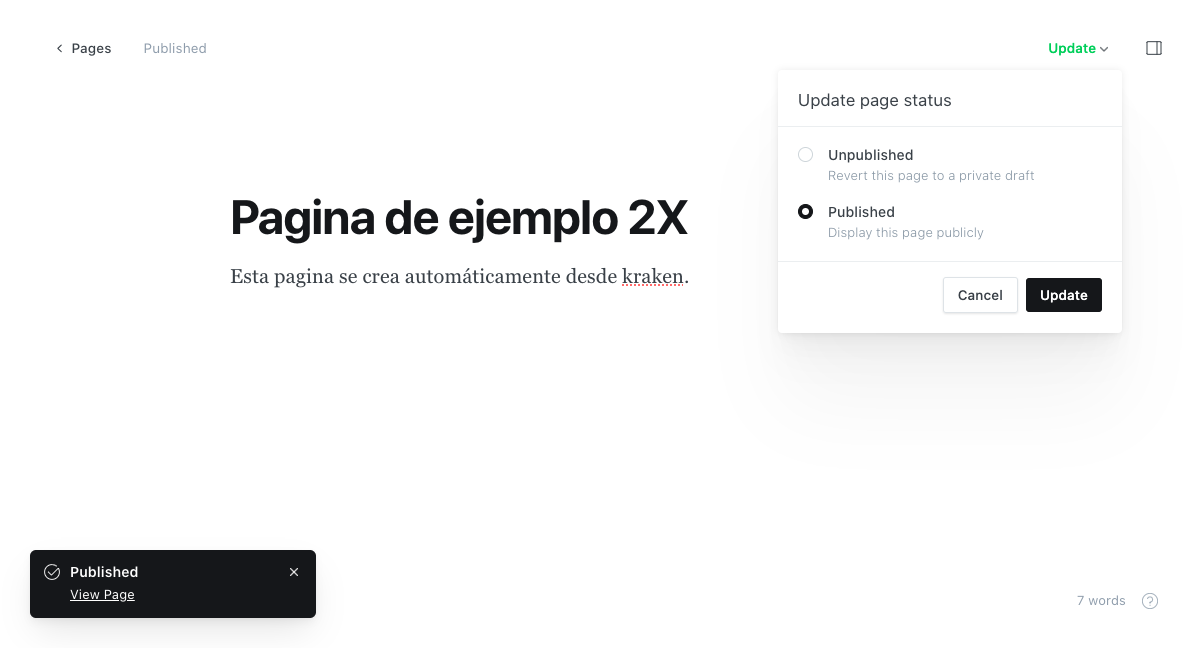 Pages
Published
Update
Update page status
Unpublished
Revert this page to a private draft
Published
Display this page publicly
Cancel
Update
Pagina de ejemplo 2X
Esta pagina se crea automáticamente desde kraken.
Published
View Page
7 words
?